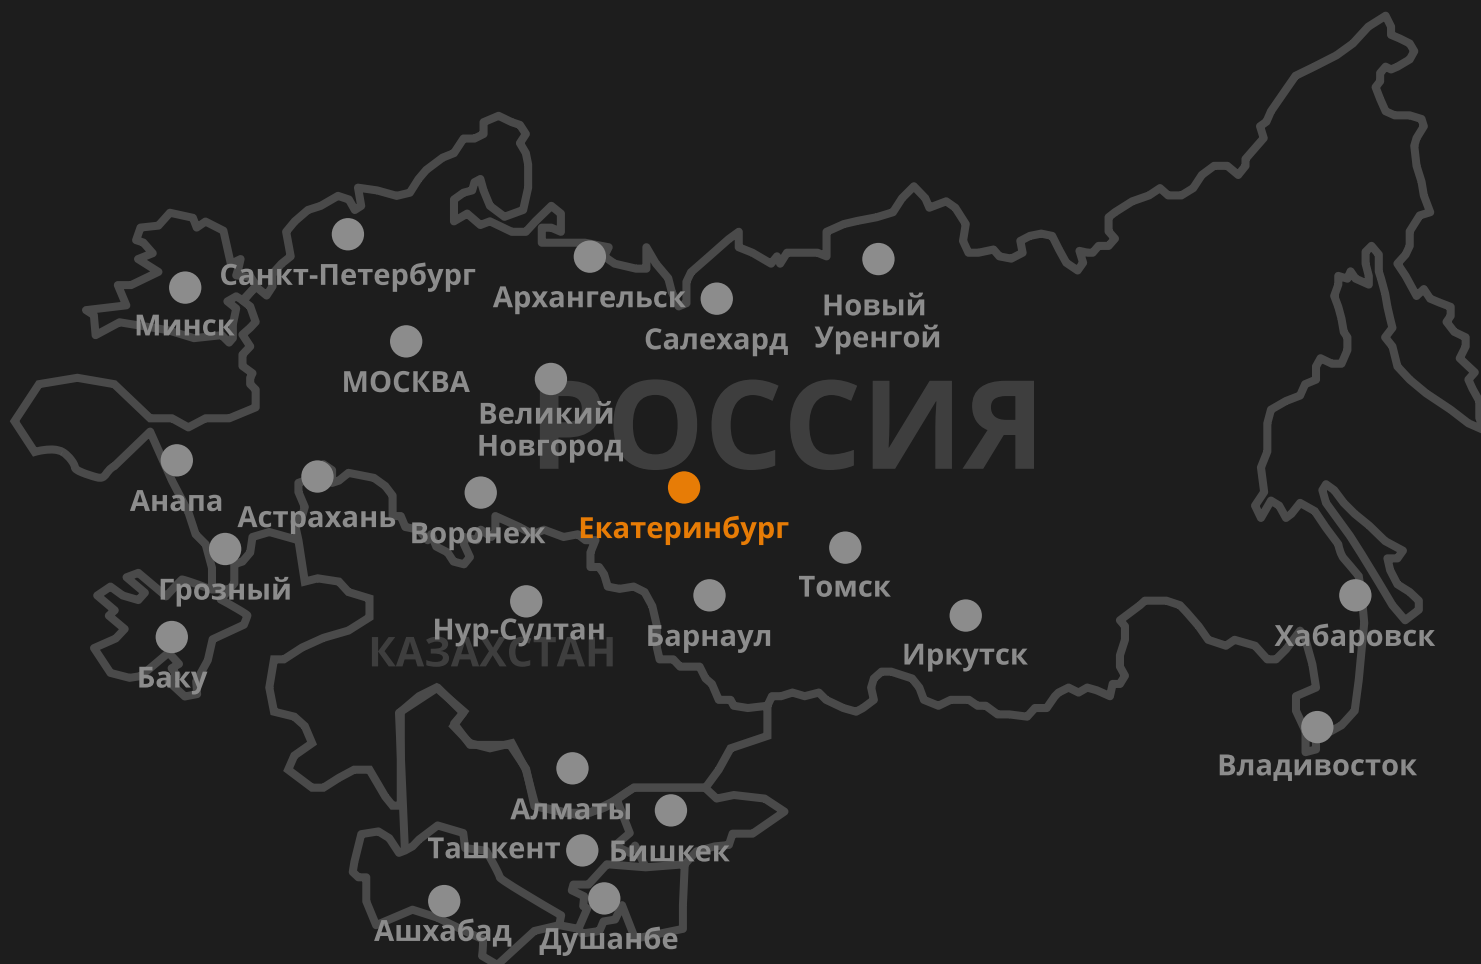 Санкт-Петербург
Минск
Архангельск
Салехард
Новый
Уренгой
МОСКВА
РОССИЯ
Великий
Новгород
Анапа
Астрахань
Воронеж
Екатеринбург
Грозный
Томск
Нур-Султан
КАЗАХСТАН
Барнаул
Иркутск
Хабаровск
Баку
Владивосток
Алматы
Ташкент
Бишкек
Ашхабад
Душанбе